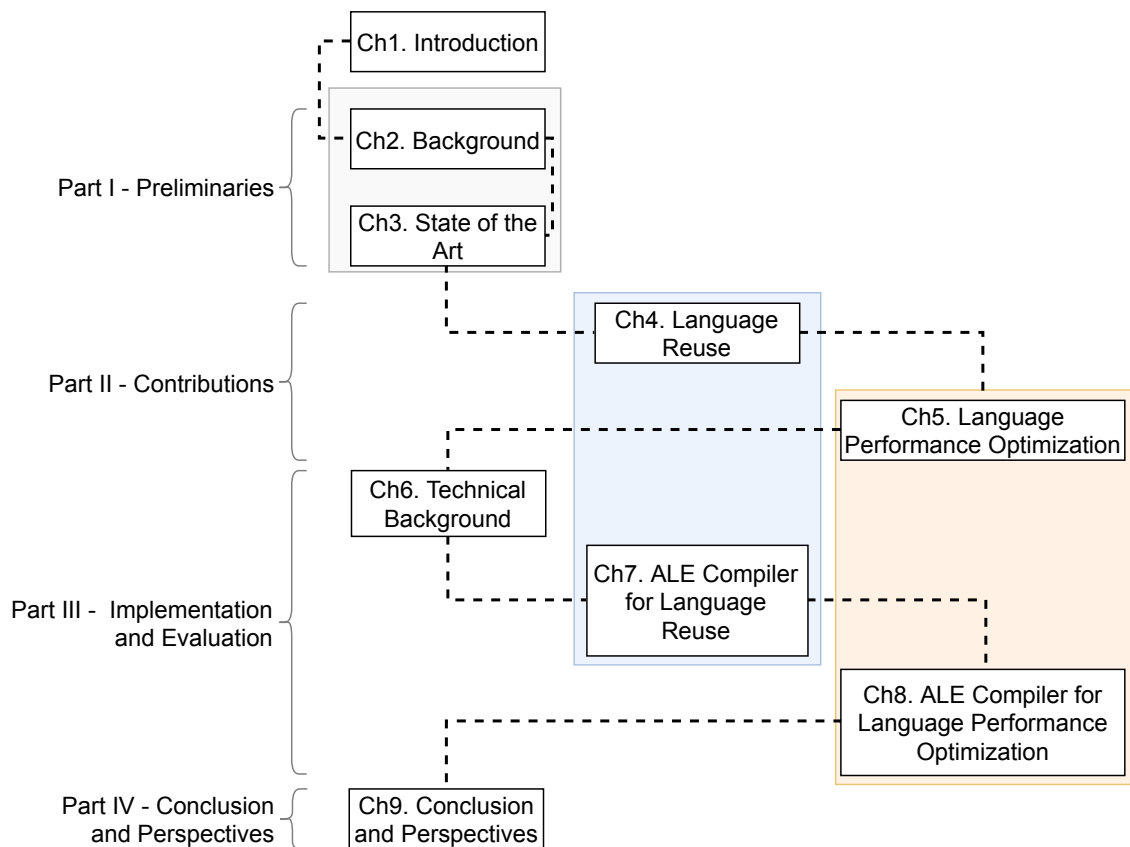 Ch1. Introduction
Part I - Preliminaries
Ch2. Background
Ch3. State of the
Art
Part II - Contributions
Ch4. Language
Reuse
Ch5. Language
Performance Optimization
Part III -  Implementation
and Evaluation
Ch6. Technical
Background
Ch7. ALE Compiler
for Language
Reuse
Ch8. ALE Compiler for
Language Performance
Optimization
Part IV - Conclusion
and Perspectives
Ch9. Conclusion
and Perspectives